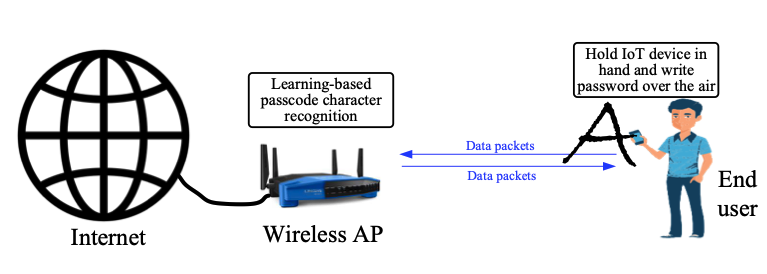 Hold IoT device in
hand and write
password over the air
Learning-based
passcode character
recognition
A
Data packets
Data packets
End
user
Internet
Wireless AP